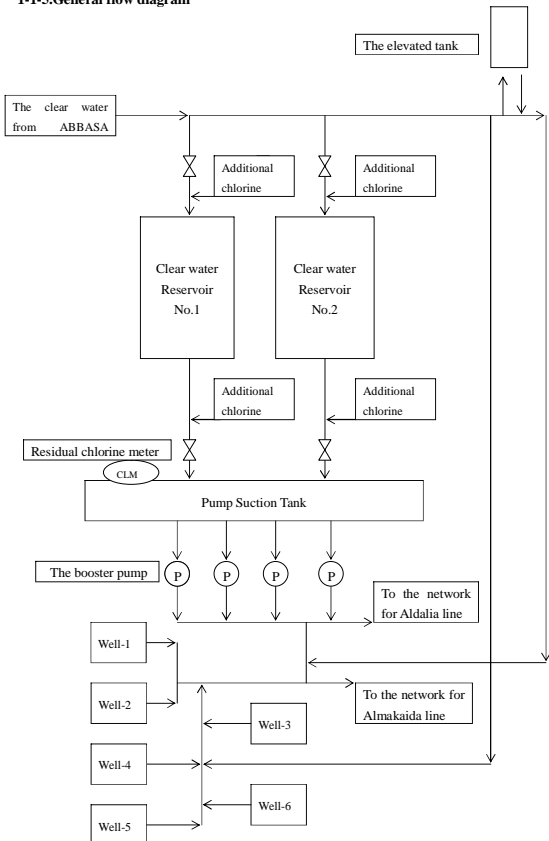 1-1-3.General flow diagram
The elevated tank
The clear water
from ABBASA
Additional
chlorine
Additional
chlorine
Clear water
Reservoir
No.1
Clear water
Reservoir
No.2
Additional
chlorine
Additional
chlorine
Residual chlorine meter
CLM
Pump Suction Tank
The booster pump
P
P
P
P
To the network
for Aldalia line
Well-1
Well-2
To the network for
Almakaida line
Well-3
Well-4
Well-6
Well-5